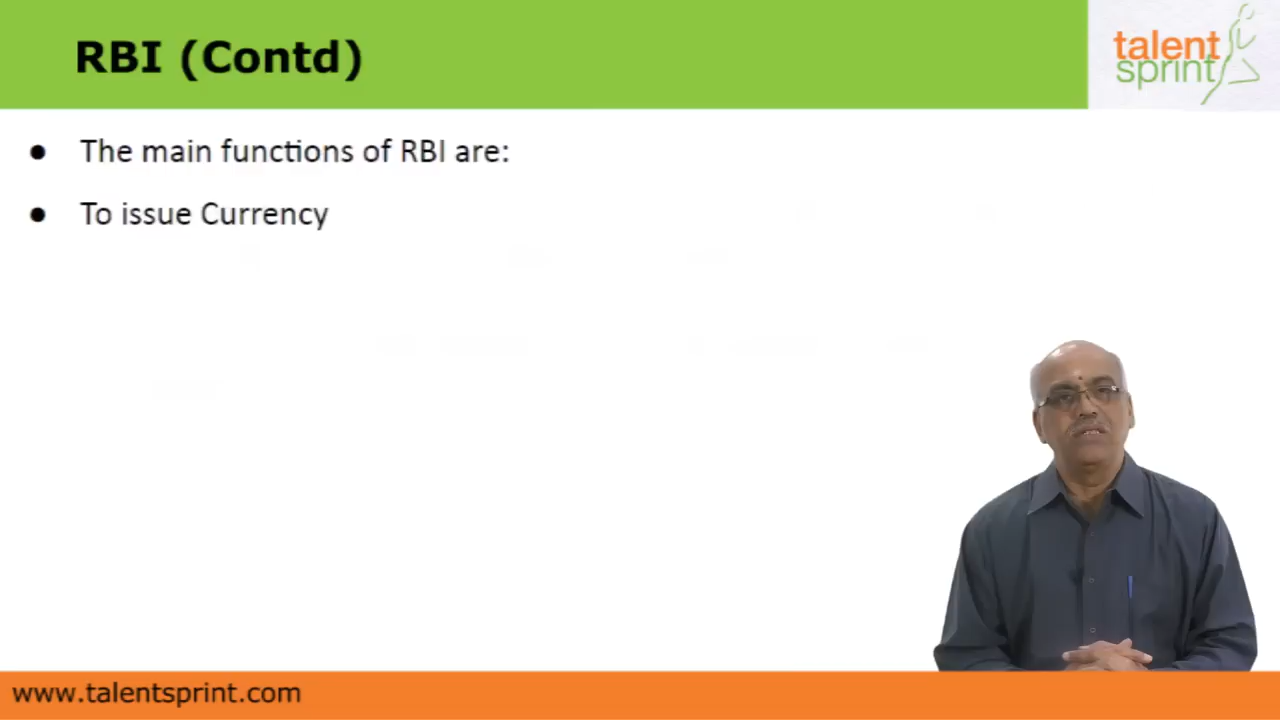 RBI (Contd)
talent
sprint
● The main functions of RBI are:
● To issue Currency
www.talentsprint.com